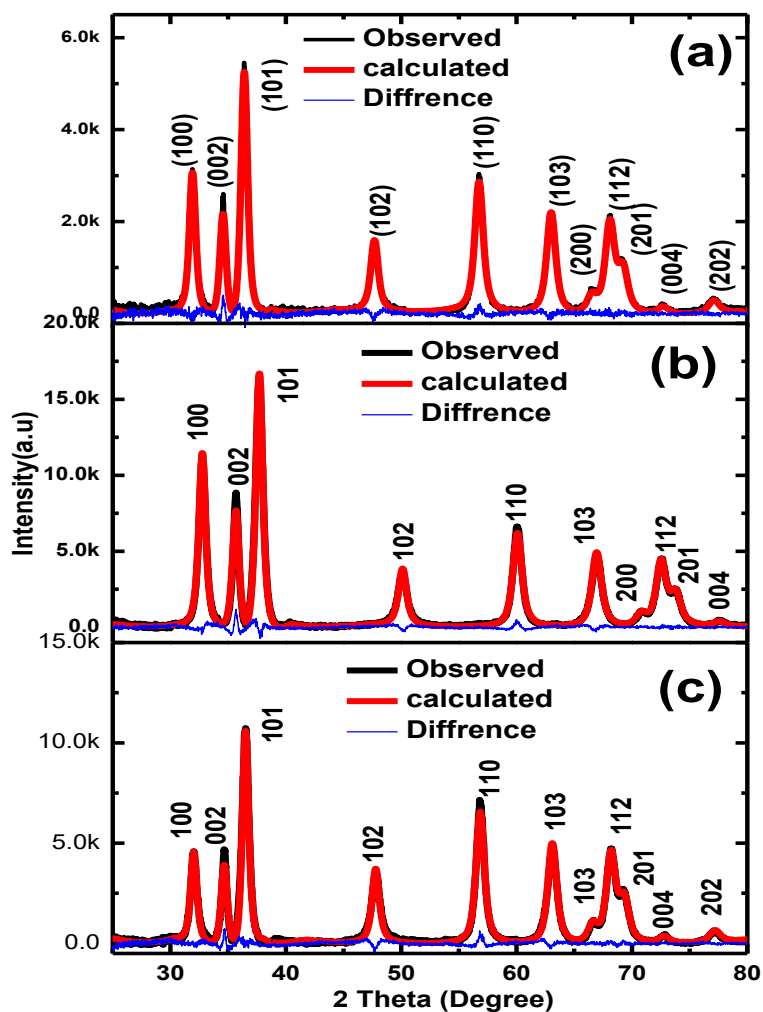 Intensity(a.u)
6.0k
4.0k
2.0k
0.0
Observed
calculated
Diffrence
(a)
(100)
(002)
(101)
(102)
(110)
(103)
(200)
(112)
(201)
(004)
(202)
20.0k
15.0k
10.0k
5.0k
0.0
Observed
calculated
Diffrence
(b)
100
002
101
102
110
103
200
112
201
004
15.0k
10.0k
5.0k
0.0
Observed
calculated
Diffrence
(c)
100
002
101
102
110
103
103
112
201
004
202
30 40 50 60 70 80
2 Theta (Degree)